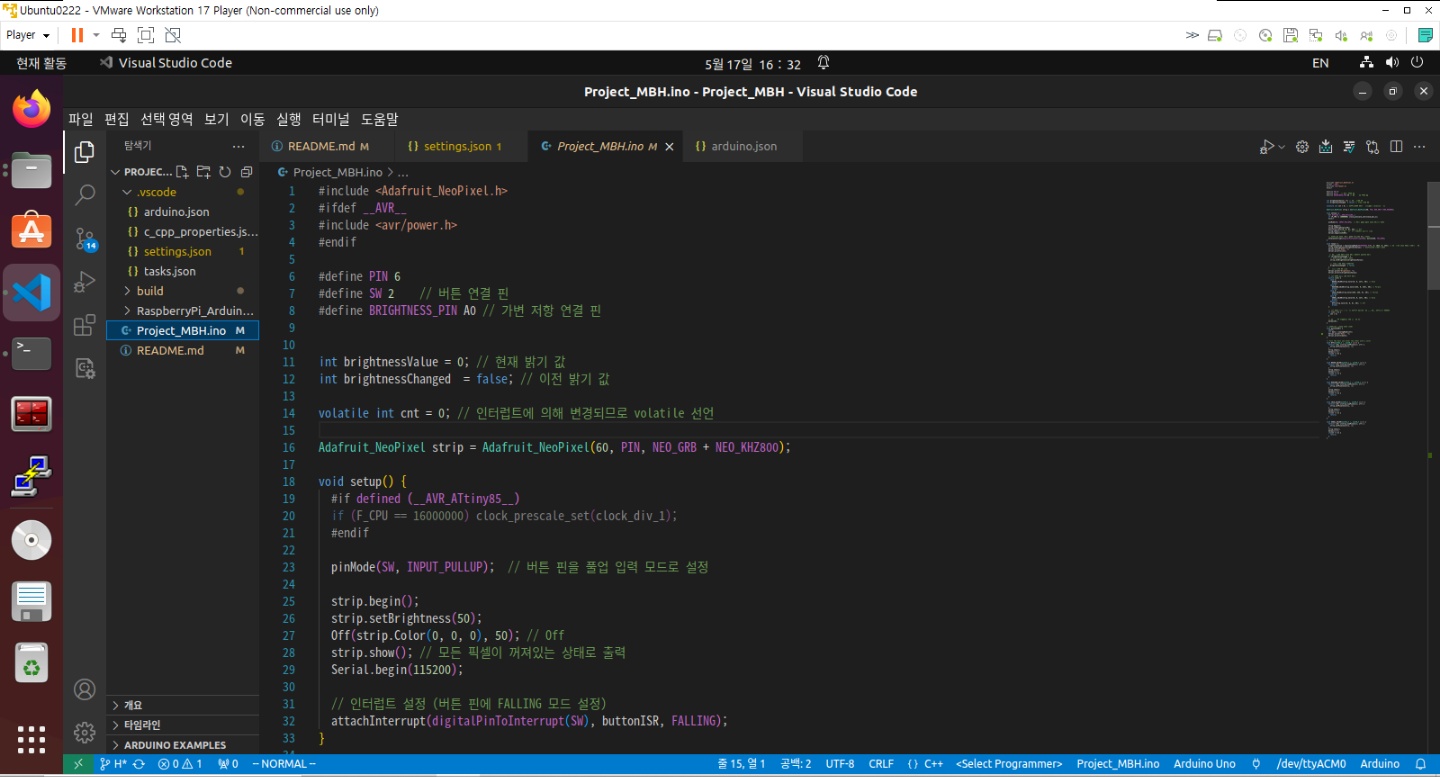 Ubuntu0222 - VMware Workstation 17 Player (Non-commercial use only)
Player
현재 활동
Visual Studio Code
5월 17일 16 : 32
EN
Project_MBH.ino - Project_MBH - Visual Studio Code
파일 편집 선택 영역 보기 이동 실행 터미널 도움말
탐색기
README.md M
settings.json 1
Project_MBH.ino M
arduino.json
PROJEC...
Project_MBH.ino > ...
.vscode
arduino.json
c_cpp_properties.js...
settings.json 1
tasks.json
build
RaspberryPi_Arduin...
Project_MBH.ino M
README.md M
14
1 #include <Adafruit_NeoPixel.h>
2 #ifdef __AVR__
3 #include <avr/power.h>
4 #endif
5
6 #define PIN 6
7 #define SW 2 // 버튼 연결 핀
8 #define BRIGHTNESS_PIN A0 // 가변 저항 연결 핀
9
10
11 int brightnessValue = 0; // 현재 밝기 값
12 int brightnessChanged = false; // 이전 밝기 값
13
14 volatile int cnt = 0; // 인터럽트에 의해 변경되므로 volatile 선언
15
16 Adafruit_NeoPixel strip = Adafruit_NeoPixel(60, PIN, NEO_GRB + NEO_KHZ800);
17
18 void setup() {
19 #if defined (__AVR_ATtiny85__)
20 if (F_CPU == 16000000) clock_prescale_set(clock_div_1);
21 #endif
22
23 pinMode(SW, INPUT_PULLUP); // 버튼 핀을 풀업 입력 모드로 설정
24
25 strip.begin();
26 strip.setBrightness(50);
27 Off(strip.Color(0, 0, 0), 50); // Off
28 strip.show(); // 모든 픽셀이 꺼져있는 상태로 출력
29 Serial.begin(115200);
30
31 // 인터럽트 설정 (버튼 핀에 FALLING 모드 설정)
32 attachInterrupt(digitalPinToInterrupt(SW), buttonISR, FALLING);
33 }
개요
타임라인
ARDUINO EXAMPLES
H* 0 1 0 -- NORMAL --
줄 15, 열 1 공백: 2 UTF-8 CRLF {} C++ <Select Programmer> Project_MBH.ino Arduino Uno /dev/ttyACM0 Arduino